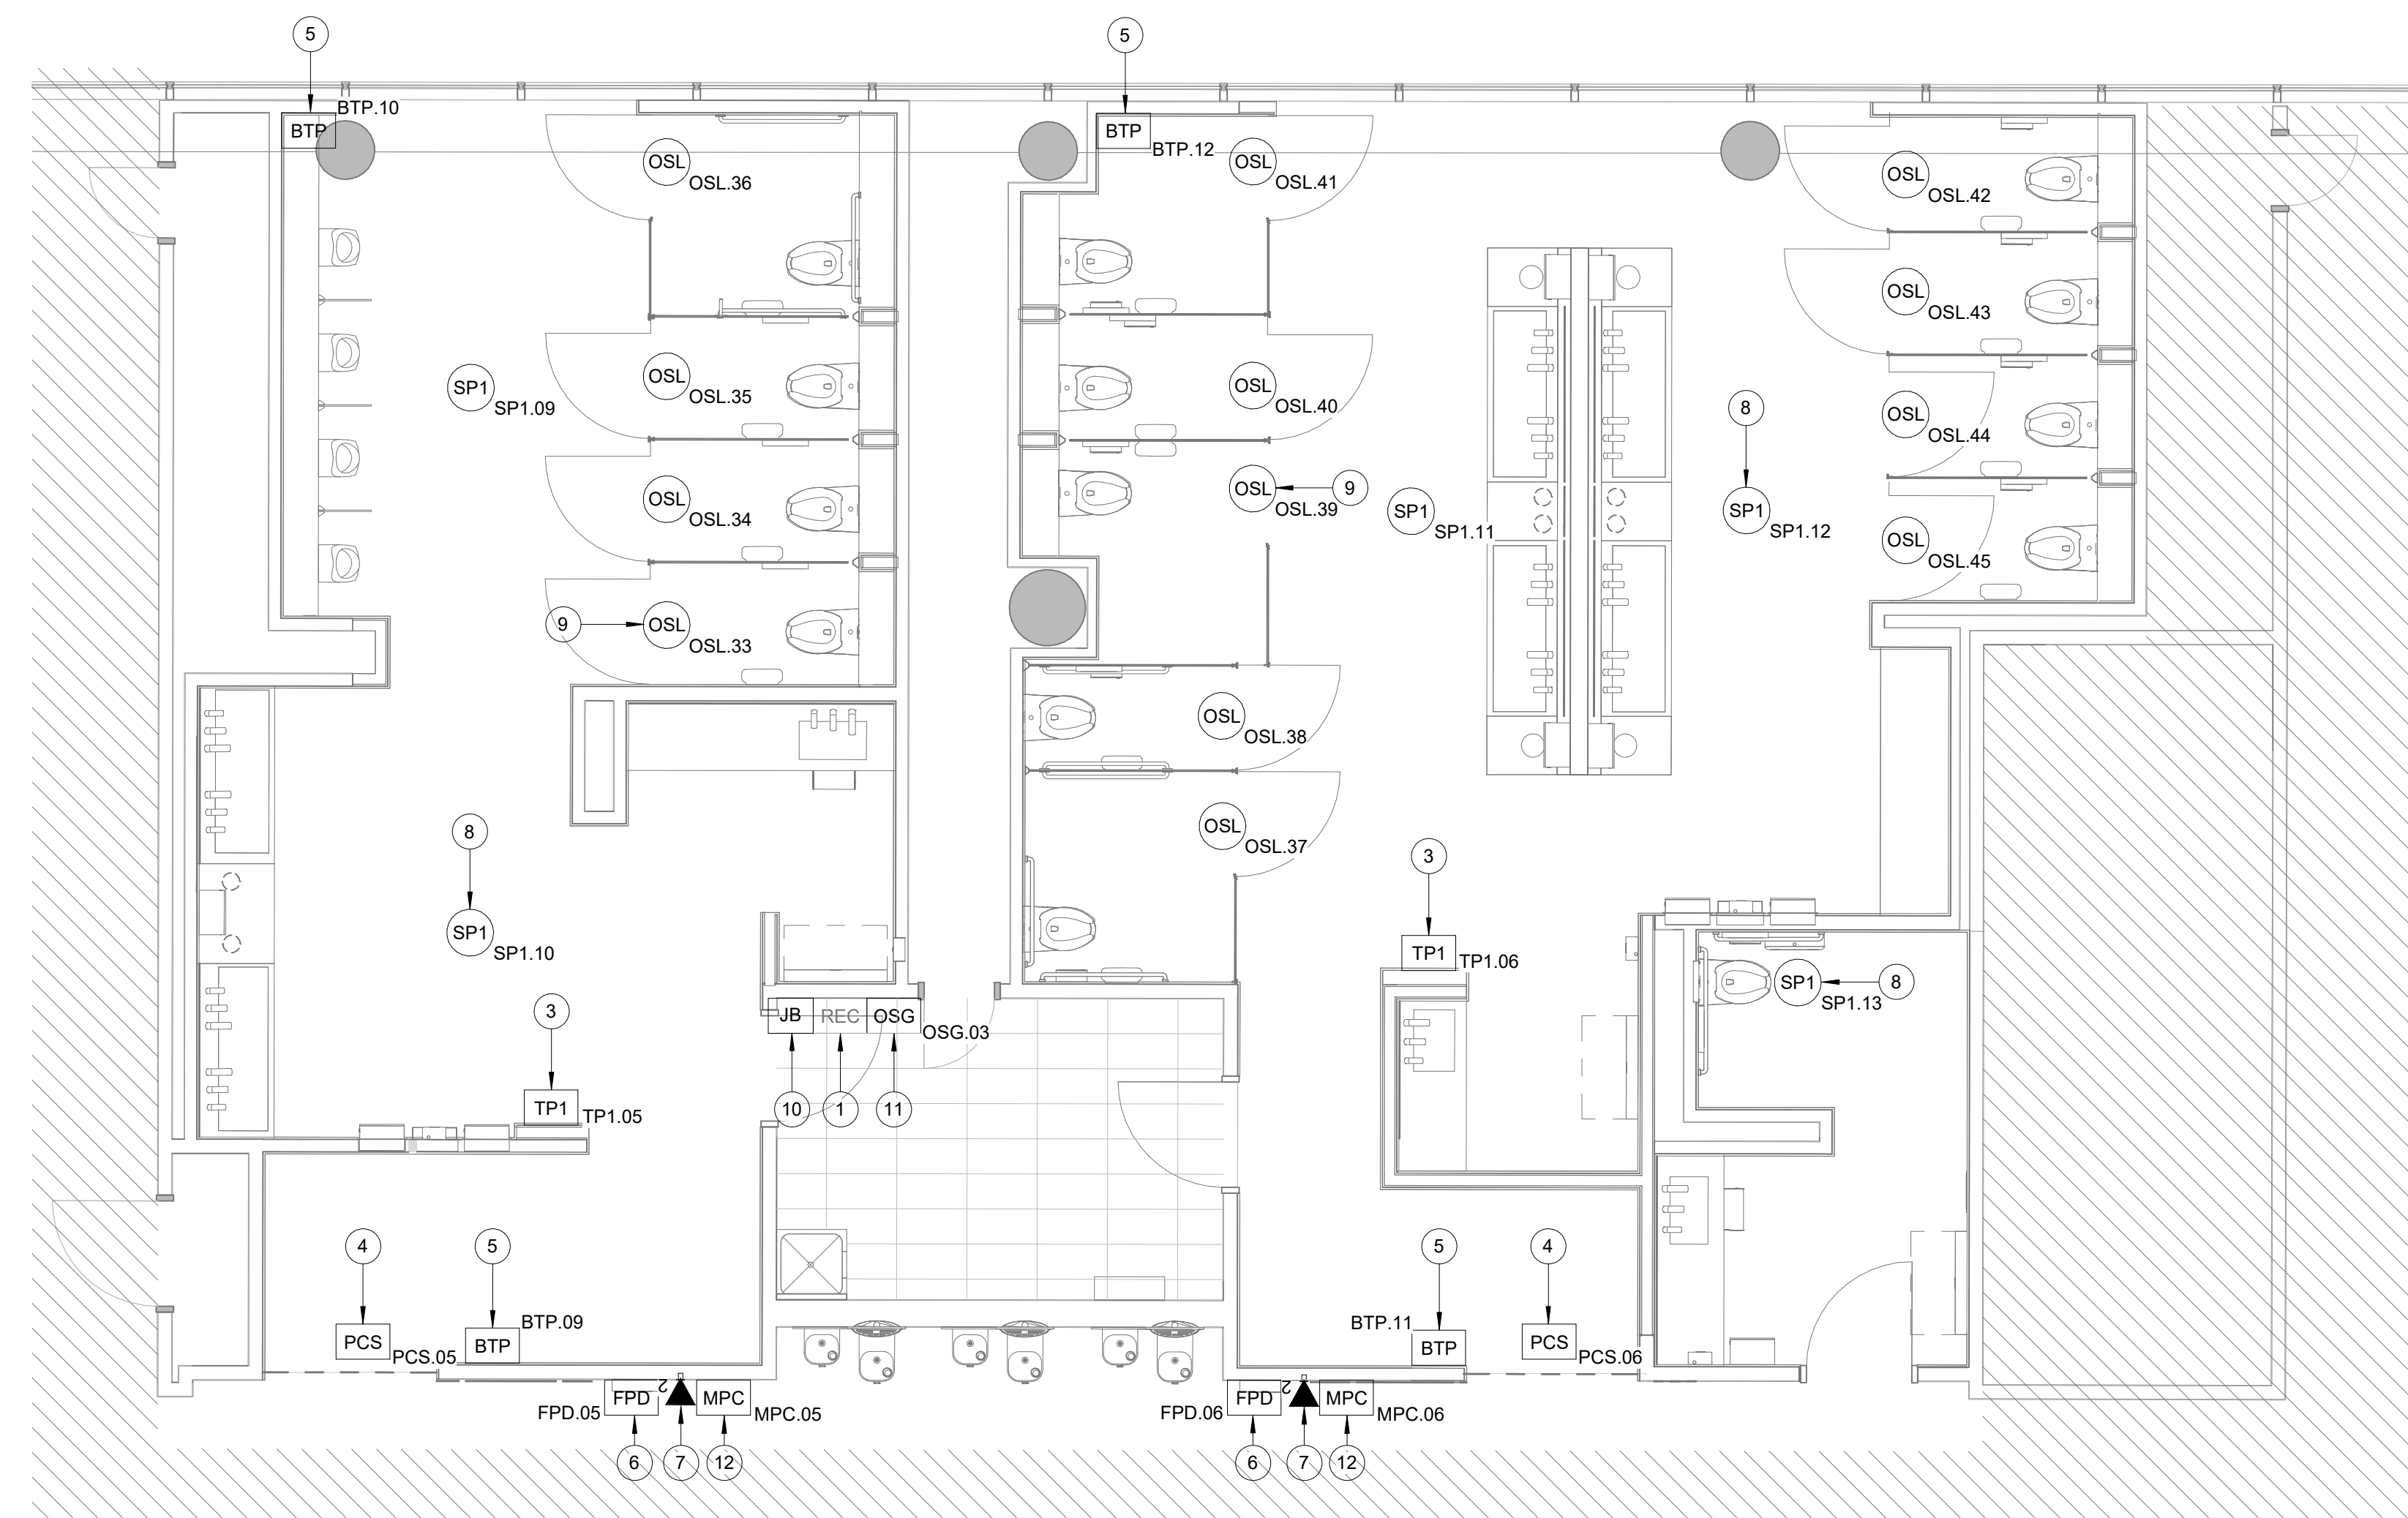 5
5
BTP.10
BTP
BTP
BTP.12
OSL
OSL.36
OSL
OSL.41
OSL
OSL.42
OSL
OSL.43
SP1
SP1.09
OSL
OSL.35
OSL
OSL.40
8
OSL
OSL.44
OSL
OSL.34
OSL
OSL.39
9
SP1
SP1.11
SP1
SP1.12
OSL
OSL.45
9
OSL
OSL.33
OSL
OSL.38
8
OSL
OSL.37
3
SP1
SP1.10
TP1
TP1.06
SP1
SP1.13
8
3
JB
REC
OSG
OSG.03
TP1
TP1.05
10
1
11
4
5
5
4
PCS
PCS.05
BTP
BTP.09
BTP.11
BTP
PCS
PCS.06
FPD
FPD.05
2
MPC
MPC.05
FPD
FPD.06
2
MPC
MPC.06
6
7
12
6
7
12